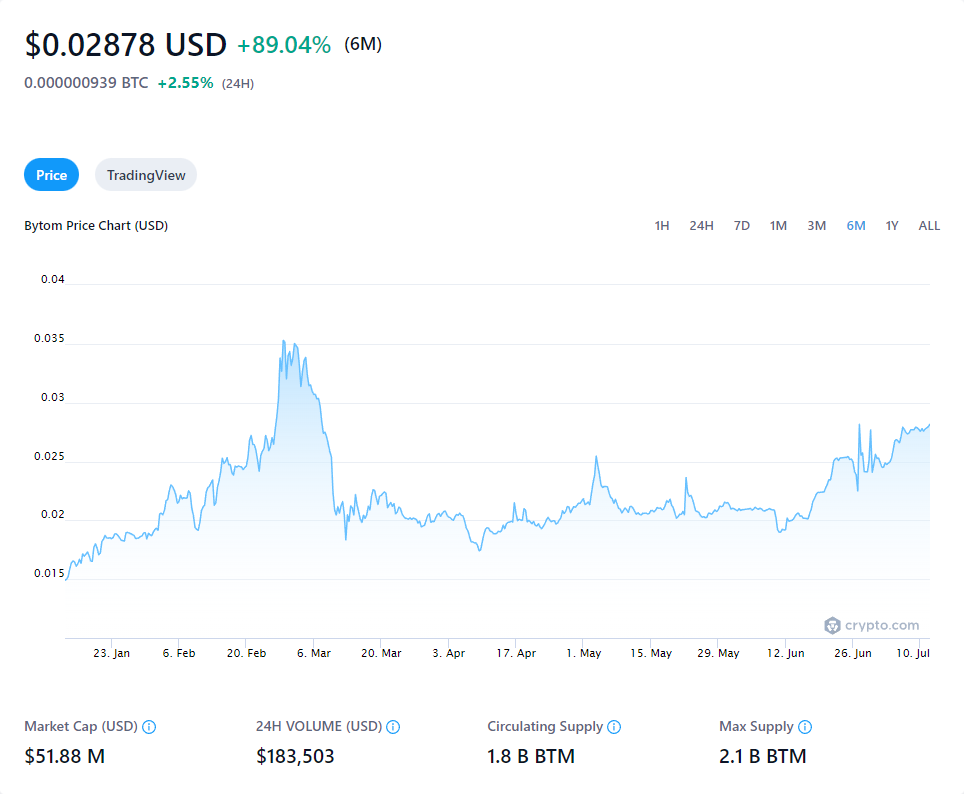 $0.02878 USD +89.04% (6M)
0.000000939 BTC +2.55% (24H)
Price TradingView
Bytom Price Chart (USD) 1H 24H 7D 1M 3M 6M 1Y ALL
0.04
0.035
0.03
0.025
0.02
0.015
crypto.com
23. Jan 6. Feb 20. Feb 6. Mar 20. Mar 3. Apr 17. Apr 1. May 15. May 29. May 12. Jun 26. Jun 10. Jul
Market Cap (USD) 24H VOLUME (USD) Circulating Supply Max Supply
$51.88 M $183,503 1.8 B BTM 2.1 B BTM